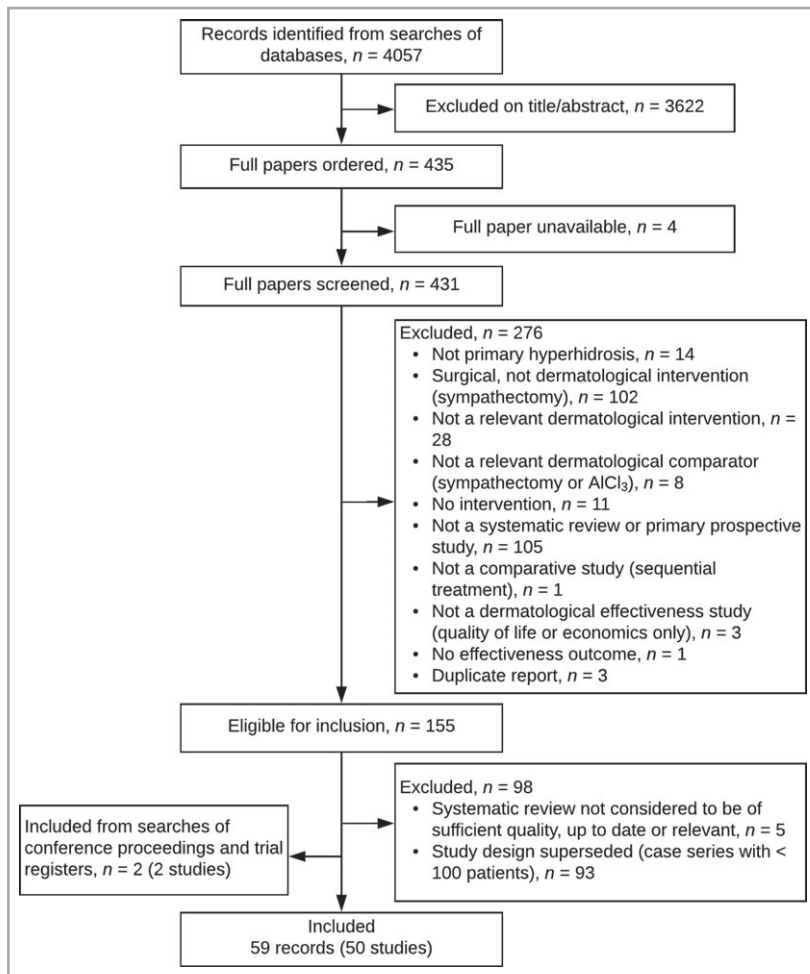 Records identified from searches of
databases, n = 4057
Excluded on title/abstract, n = 3622
Full papers ordered, n = 435
Full paper unavailable, n = 4
Full papers screened, n = 431
Excluded, n = 276
• Not primary hyperhidrosis, n = 14
• Surgical, not dermatological intervention
(sympathectomy), n = 102
• Not a relevant dermatological intervention, n =
28
• Not a relevant dermatological comparator
(sympathectomy or AlCl₃), n = 8
• No intervention, n = 11
• Not a systematic review or primary prospective
study, n = 105
• Not a comparative study (sequential
treatment), n = 1
• Not a dermatological effectiveness study
(quality of life or economics only), n = 3
• No effectiveness outcome, n = 1
• Duplicate report, n = 3
Eligible for inclusion, n = 155
Excluded, n = 98
• Systematic review not considered to be of
sufficient quality, up to date or relevant, n = 5
• Study design superseded (case series with <
100 patients), n = 93
Included from searches of
conference proceedings and trial
registers, n = 2 (2 studies)
Included
59 records (50 studies)